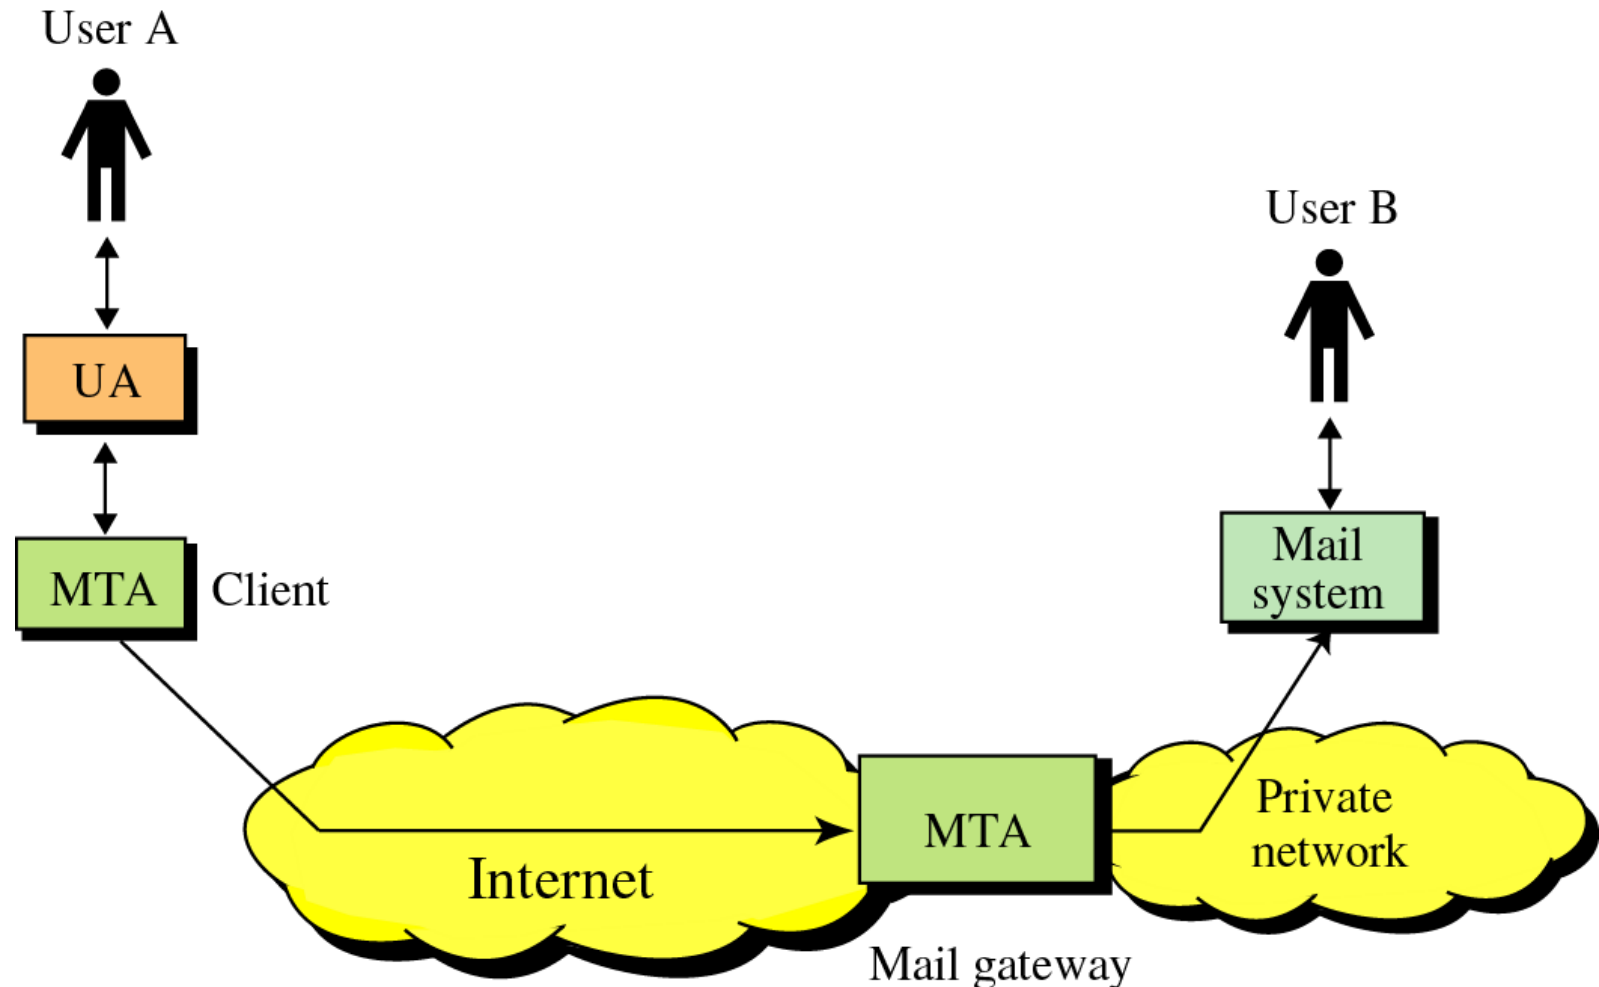 User A
User B
UA
Mail
system
MTA
Client
Private
network
MTA
Internet
Mail gateway